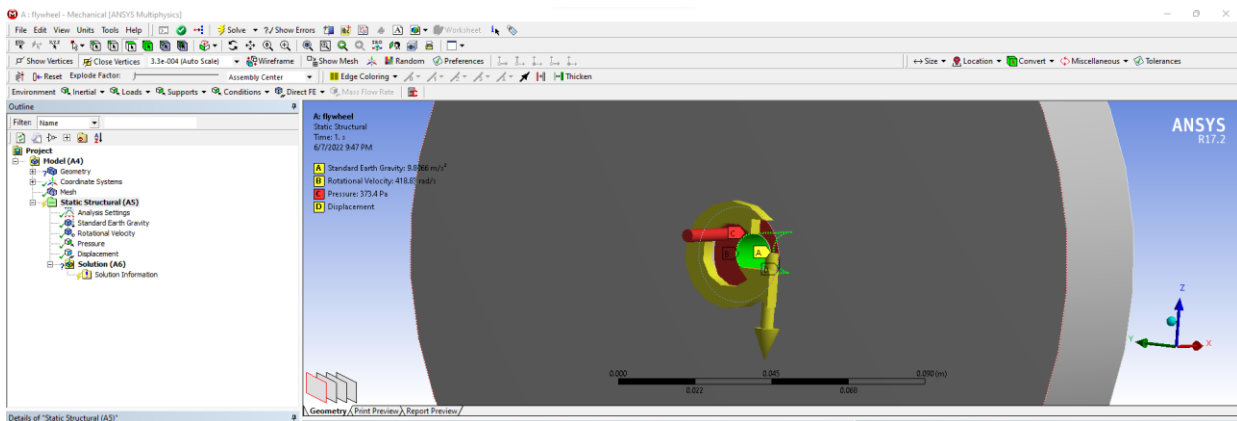 A : flywheel - Mechanical [ANSYS Multiphysics]
File Edit View Units Tools Help Solve ?/ Show Errors Worksheet
Show Vertices Close Vertices 3.3e-004 (Auto Scale) Wireframe Show Mesh Random Preferences Size Location Convert Miscellaneous Tolerances
Reset Explode Factor: Assembly Center Edge Coloring Thicken
Environment Inertial Loads Supports Conditions Direct FE Mass Flow Rate
Outline
Filter: Name
Project
Model (A4)
Geometry
Coordinate Systems
Mesh
Static Structural (A5)
Analysis Settings
Standard Earth Gravity
Rotational Velocity
Pressure
Displacement
Solution (A6)
Solution Information
Details of "Static Structural (A5)"
A: flywheel
Static Structural
Time: 1. s
6/7/2022 9:47 PM
A Standard Earth Gravity: 9.8066 m/s²
B Rotational Velocity: 418.83 rad/s
C Pressure: 373.4 Pa
D Displacement
ANSYS
R17.2
C
B
A
D
Z
Y
X
0.000 0.045 0.090 (m)
0.022
Geometry Print Preview Report Preview